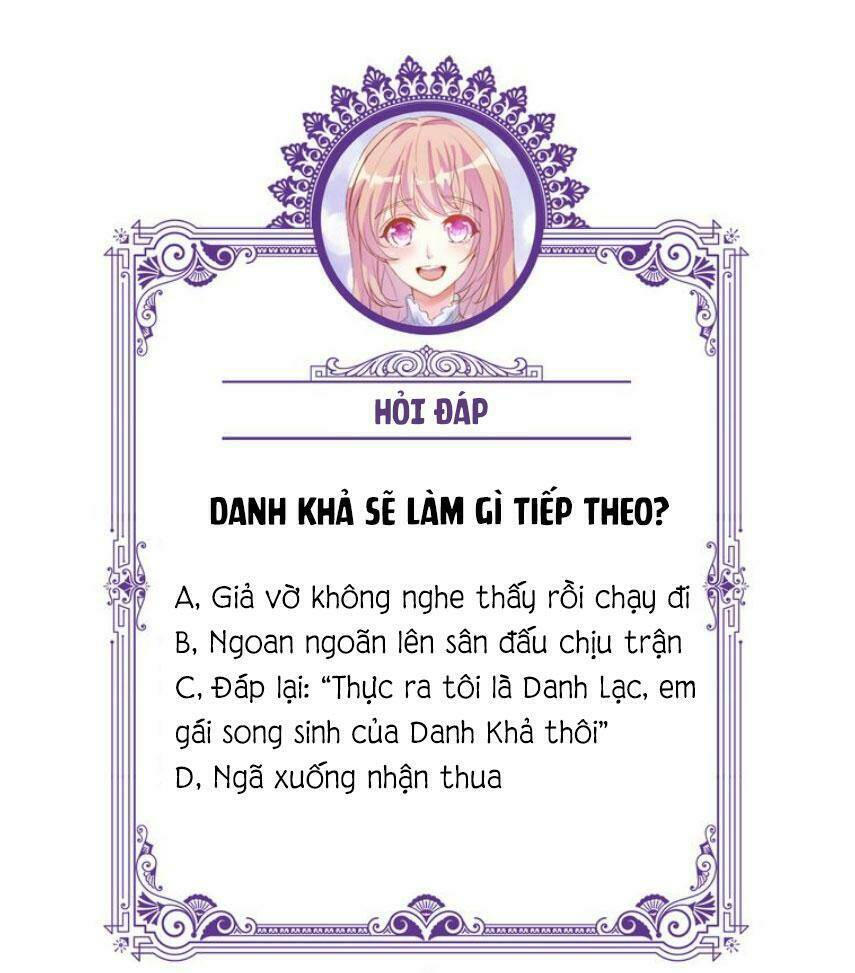 HỎI ĐÁP
DANH KHẢ SẼ LÀM GÌ TIẾP THEO?
A, Giả vờ không nghe thấy rồi chạy đi
B, Ngoan ngoãn lên sân đấu chịu trận
C, Đáp lại: “Thực ra tôi là Danh Lạc, em
gái song sinh của Danh Khả thôi”
D, Ngã xuống nhận thua